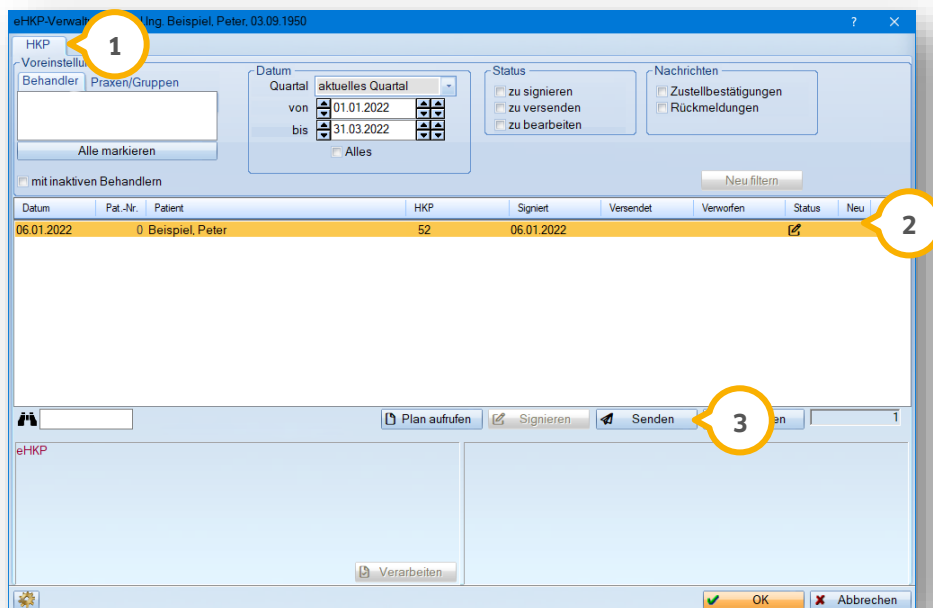 eHKP-Verwalt Ing. Beispiel, Peter, 03.09.1950 ?
HKP
1
Voreinstellu
Behandler Praxen/Gruppen
Alle markieren
mit inaktiven Behandlern
Datum
Quartal aktuelles Quartal
von 01.01.2022
bis 31.03.2022
Alles
Status
zu signieren
zu versenden
zu bearbeiten
Nachrichten
Zustellbestätigungen
Rückmeldungen
Neu filtern
Datum Pat.-Nr. Patient HKP Signiert Versendet Verworfen Status Neu
06.01.2022 0 Beispiel, Peter 52 06.01.2022
2
Plan aufrufen Signieren Senden en 1
3
eHKP
Verarbeiten
OK Abbrechen